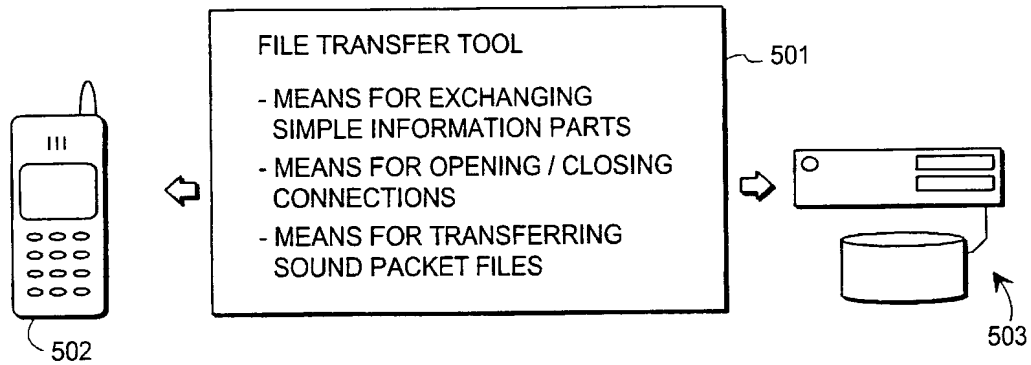 FILE TRANSFER TOOL
- MEANS FOR EXCHANGING
SIMPLE INFORMATION PARTS
- MEANS FOR OPENING / CLOSING
CONNECTIONS
- MEANS FOR TRANSFERRING
SOUND PACKET FILES
501
502
503